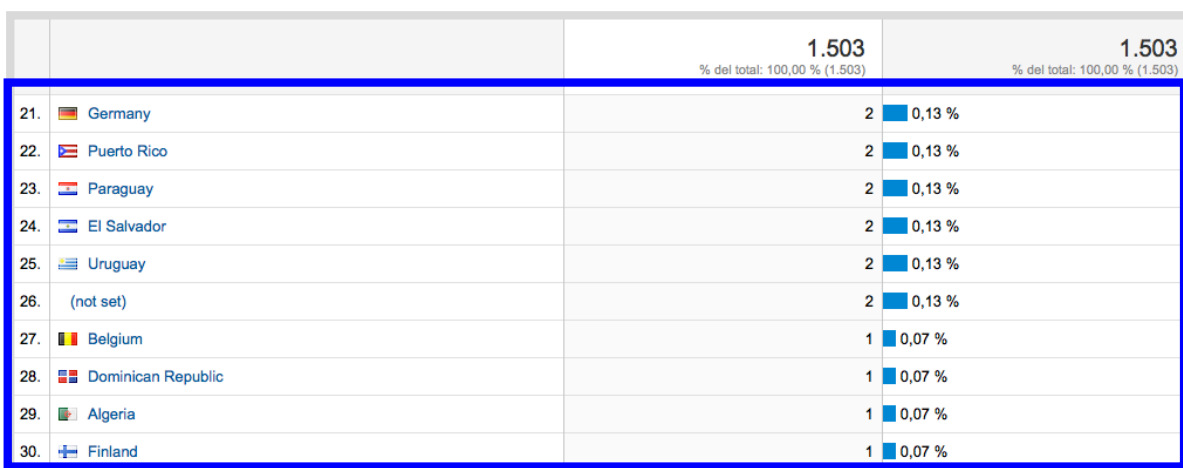 1.503 1.503
% del total: 100,00 % (1.503) % del total: 100,00 % (1.503)
21. Germany 2 0,13 %
22. Puerto Rico 2 0,13 %
23. Paraguay 2 0,13 %
24. El Salvador 2 0,13 %
25. Uruguay 2 0,13 %
26. (not set) 2 0,13 %
27. Belgium 1 0,07 %
28. Dominican Republic 1 0,07 %
29. Algeria 1 0,07 %
30. Finland 1 0,07 %